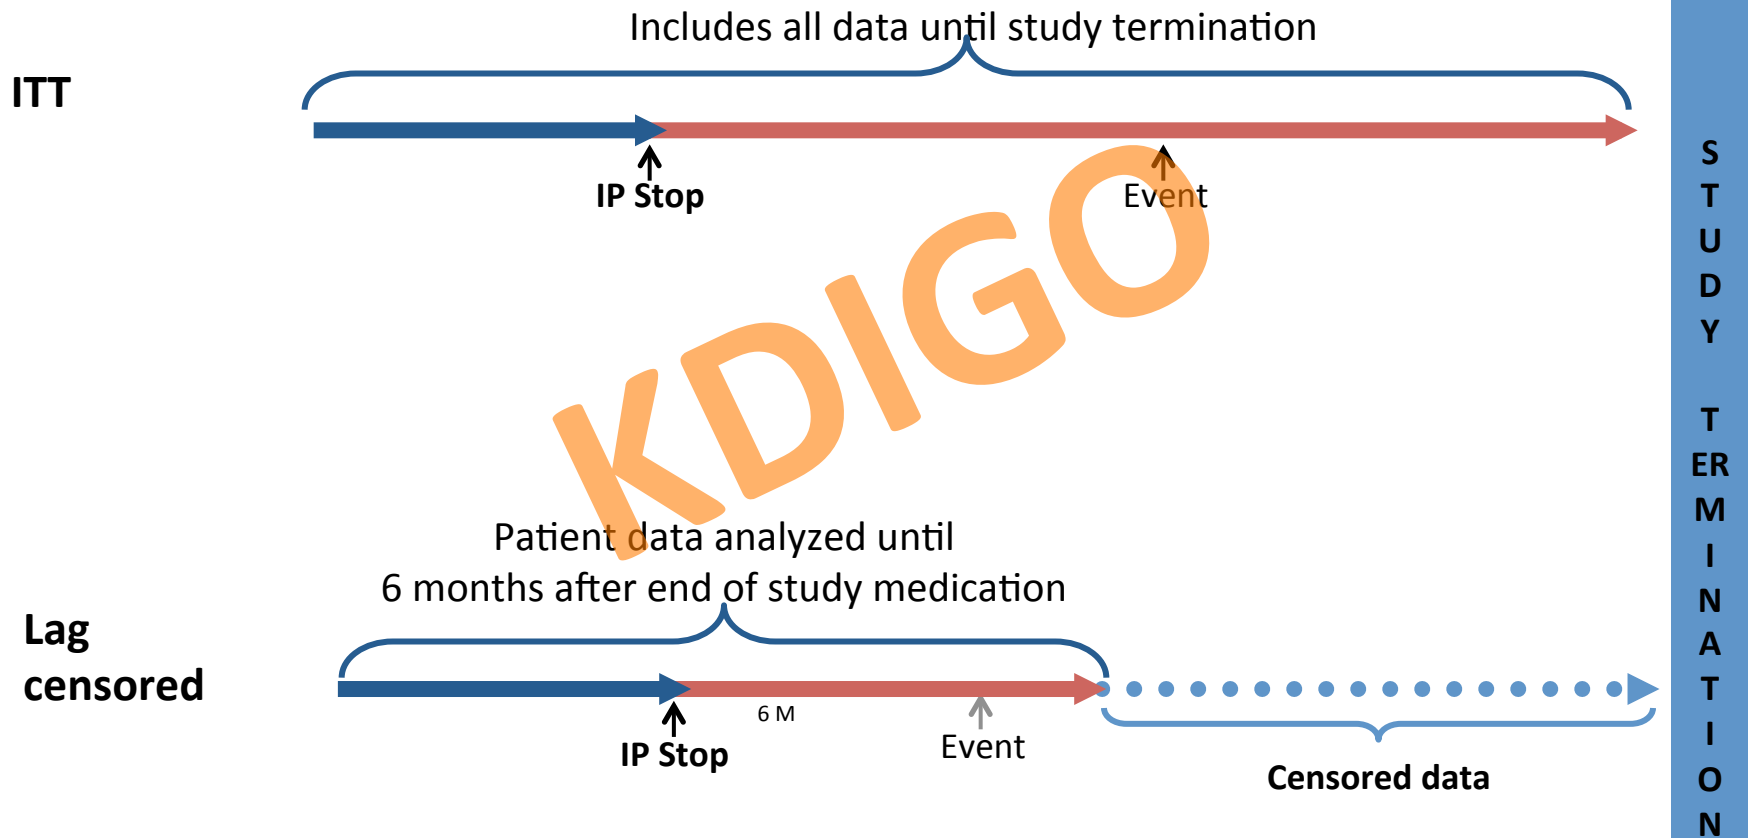 Includes all data until study termination
ITT
IP Stop
Event
KDIGO
Patient data analyzed until
6 months after end of study medication
Lag
censored
6 M
IP Stop
Event
Censored data
S
T
U
D
Y
T
ER
M
I
N
A
T
I
O
N